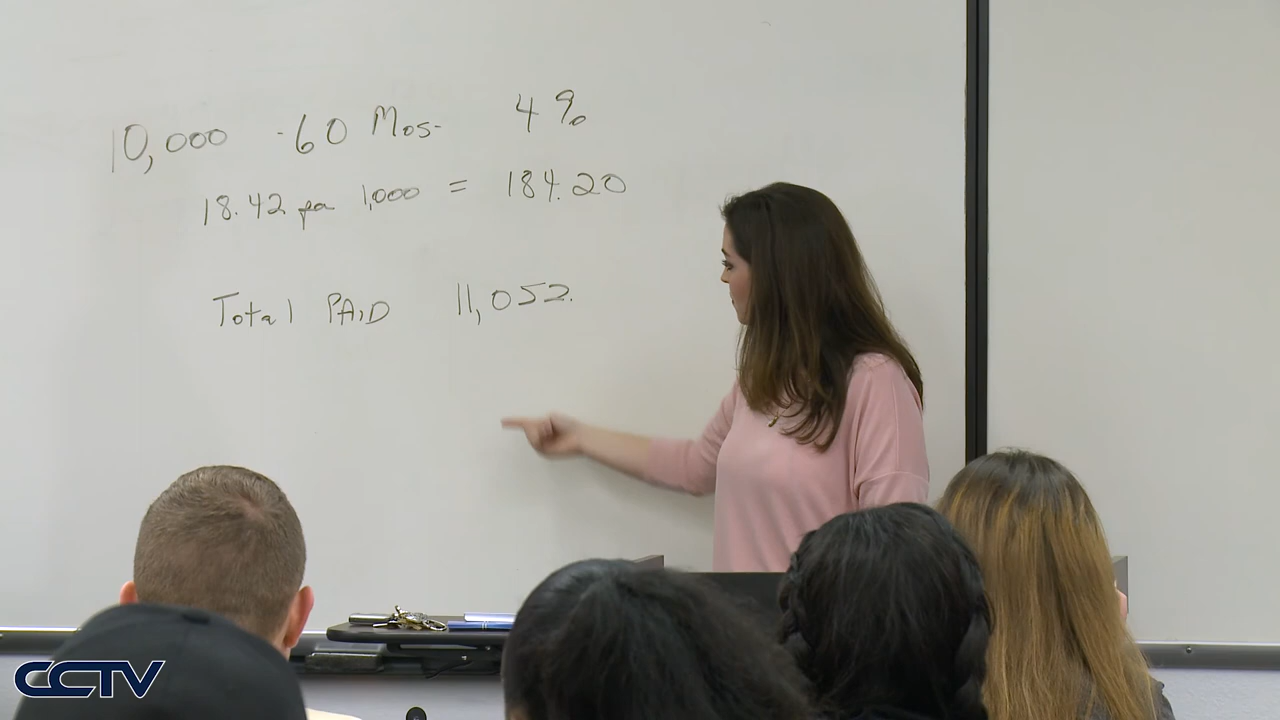 10,000 -60 Mos- 4%
18.42 per 1,000 = 184.20
Total PAiD 11,052.
CCTV